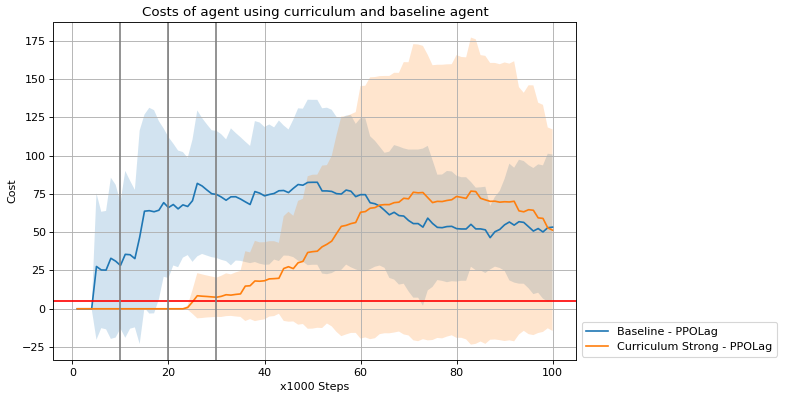 Costs of agent using curriculum and baseline agent
175
150
125
100
75
50
25
0
−25
Cost
0 20 40 60 80 100
x1000 Steps
Baseline - PPOLag
Curriculum Strong - PPOLag